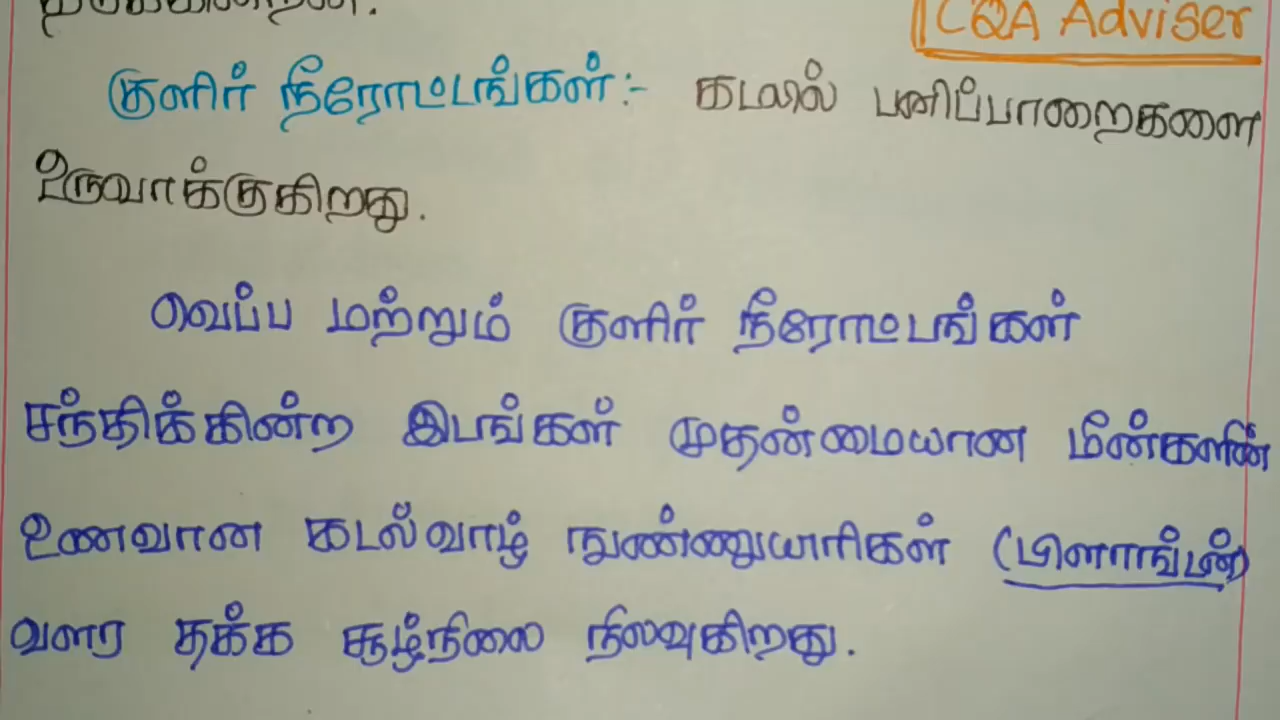 CQA Adviser
குளிர் நீரோட்டங்கள்:- கடலில் பனிப்பாறைகளை
உருவாக்குகிறது.
வெப்ப மற்றும் குளிர் நீரோட்டங்கள்
சந்திக்கின்ற இடங்கள் முதன்மையான மீன்களின்
உணவான கடல்வாழ் நுண்ணுயிரிகள்
வளர தக்க சூழ்நிலை நிலவுகிறது.